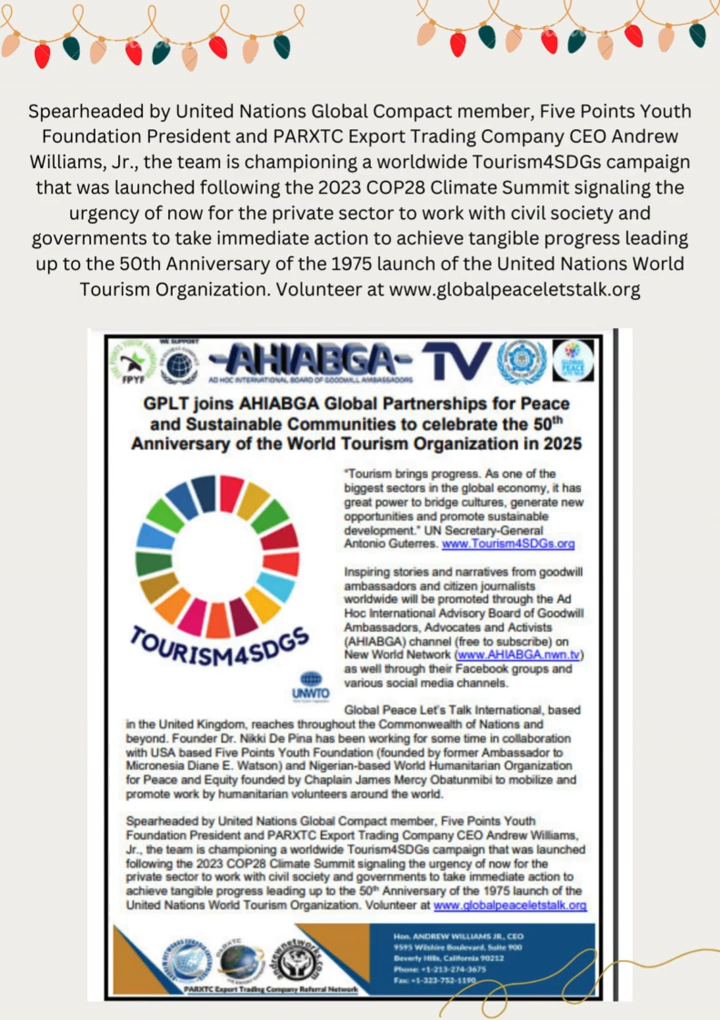 Spearheaded by United Nations Global Compact member, Five Points Youth
Foundation President and PARXTC Export Trading Company CEO Andrew
Williams, Jr., the team is championing a worldwide Tourism4SDGs campaign
that was launched following the 2023 COP28 Climate Summit signaling the
urgency of now for the private sector to work with civil society and
governments to take immediate action to achieve tangible progress leading
up to the 50th Anniversary of the 1975 launch of the United Nations World
Tourism Organization. Volunteer at www.globalpeaceletstalk.org
FPYF
WE SUPPORT
-AHIABGA- TV
AD HOC INTERNATIONAL BOARD OF GOODWILL AMBASSADORS
GLOBAL PEACE
GPLT joins AHIABGA Global Partnerships for Peace
and Sustainable Communities to celebrate the 50th
Anniversary of the World Tourism Organization in 2025
TOURISM4SDGS
UNWTO
"Tourism brings progress. As one of the
biggest sectors in the global economy, it has
great power to bridge cultures, generate new
opportunities and promote sustainable
development." UN Secretary-General
Antonio Guterres. www.Tourism4SDGs.org
Inspiring stories and narratives from goodwill
ambassadors and citizen journalists
worldwide will be promoted through the Ad
Hoc International Advisory Board of Goodwill
Ambassadors, Advocates and Activists
(AHIABGA) channel (free to subscribe) on
New World Network (www.AHIABGA.nwn.tv)
as well through their Facebook groups and
various social media channels.
Global Peace Let's Talk International, based
in the United Kingdom, reaches throughout the Commonwealth of Nations and
beyond. Founder Dr. Nikki De Pina has been working for some time in collaboration
with USA based Five Points Youth Foundation (founded by former Ambassador to
Micronesia Diane E. Watson) and Nigerian-based World Humanitarian Organization
for Peace and Equity founded by Chaplain James Mercy Obatunmibi to mobilize and
promote work by humanitarian volunteers around the world.
Spearheaded by United Nations Global Compact member, Five Points Youth
Foundation President and PARXTC Export Trading Company CEO Andrew Williams,
Jr., the team is championing a worldwide Tourism4SDGs campaign that was launched
following the 2023 COP28 Climate Summit signaling the urgency of now for the
private sector to work with civil society and governments to take immediate action to
achieve tangible progress leading up to the 50th Anniversary of the 1975 launch of the
United Nations World Tourism Organization. Volunteer at www.globalpeaceletstalk.org
PARXTC
PARXTC Export Trading Company Referral Network
Hon. ANDREW WILLIAMS JR, CEO
9595 Wilshire Boulevard, Suite 900
Beverly Hills, California 90212
Phone: +1-213-274-3675
Fax: +1-323-752-1190